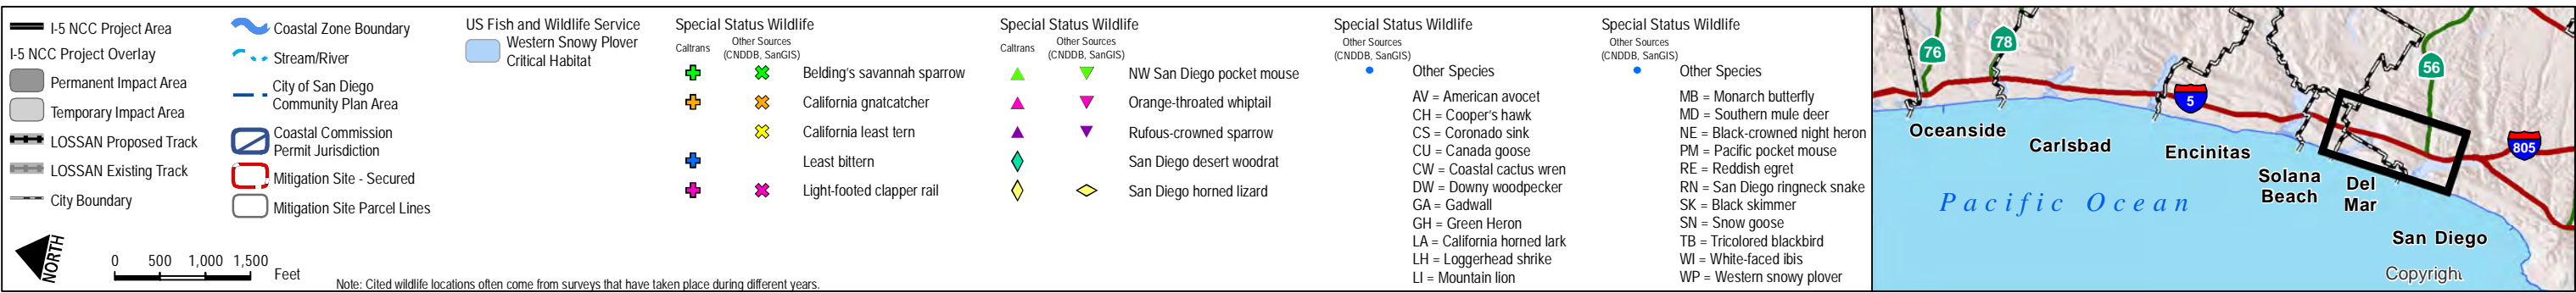 I-5 NCC Project Area
I-5 NCC Project Overlay
Permanent Impact Area
Temporary Impact Area
LOSSAN Proposed Track
LOSSAN Existing Track
City Boundary
NORTH
0 500 1,000 1,500
Feet
Coastal Zone Boundary
Stream/River
City of San Diego
Community Plan Area
Coastal Commission
Permit Jurisdiction
Mitigation Site - Secured
Mitigation Site Parcel Lines
US Fish and Wildlife Service
Western Snowy Plover
Critical Habitat
Note: Cited wildlife locations often come from surveys that have taken place during different years.
Special Status Wildlife
Caltrans
Other Sources
(CNDDB, SanGIS)
Belding's savannah sparrow
California gnatcatcher
California least tern
Least bittern
Light-footed clapper rail
Special Status Wildlife
Caltrans
Other Sources
(CNDDB, SanGIS)
NW San Diego pocket mouse
Orange-throated whiptail
Rufous-crowned sparrow
San Diego desert woodrat
San Diego horned lizard
Special Status Wildlife
Other Sources
(CNDDB, SanGIS)
Other Species
AV = American avocet
CH = Cooper's hawk
CS = Coronado sink
CU = Canada goose
CW = Coastal cactus wren
DW = Downy woodpecker
GA = Gadwall
GH = Green Heron
LA = California horned lark
LH = Loggerhead shrike
LI = Mountain lion
Special Status Wildlife
Other Sources
(CNDDB, SanGIS)
Other Species
MB = Monarch butterfly
MD = Southern mule deer
NE = Black-crowned night heron
PM = Pacific pocket mouse
RE = Reddish egret
RN = San Diego ringneck snake
SK = Black skimmer
SN = Snow goose
TB = Tricolored blackbird
WI = White-faced ibis
WP = Western snowy plover
76
78
56
5
805
Oceanside
Carlsbad
Encinitas
Solana
Beach
Del
Mar
San Diego
Pacific Ocean
Copyright